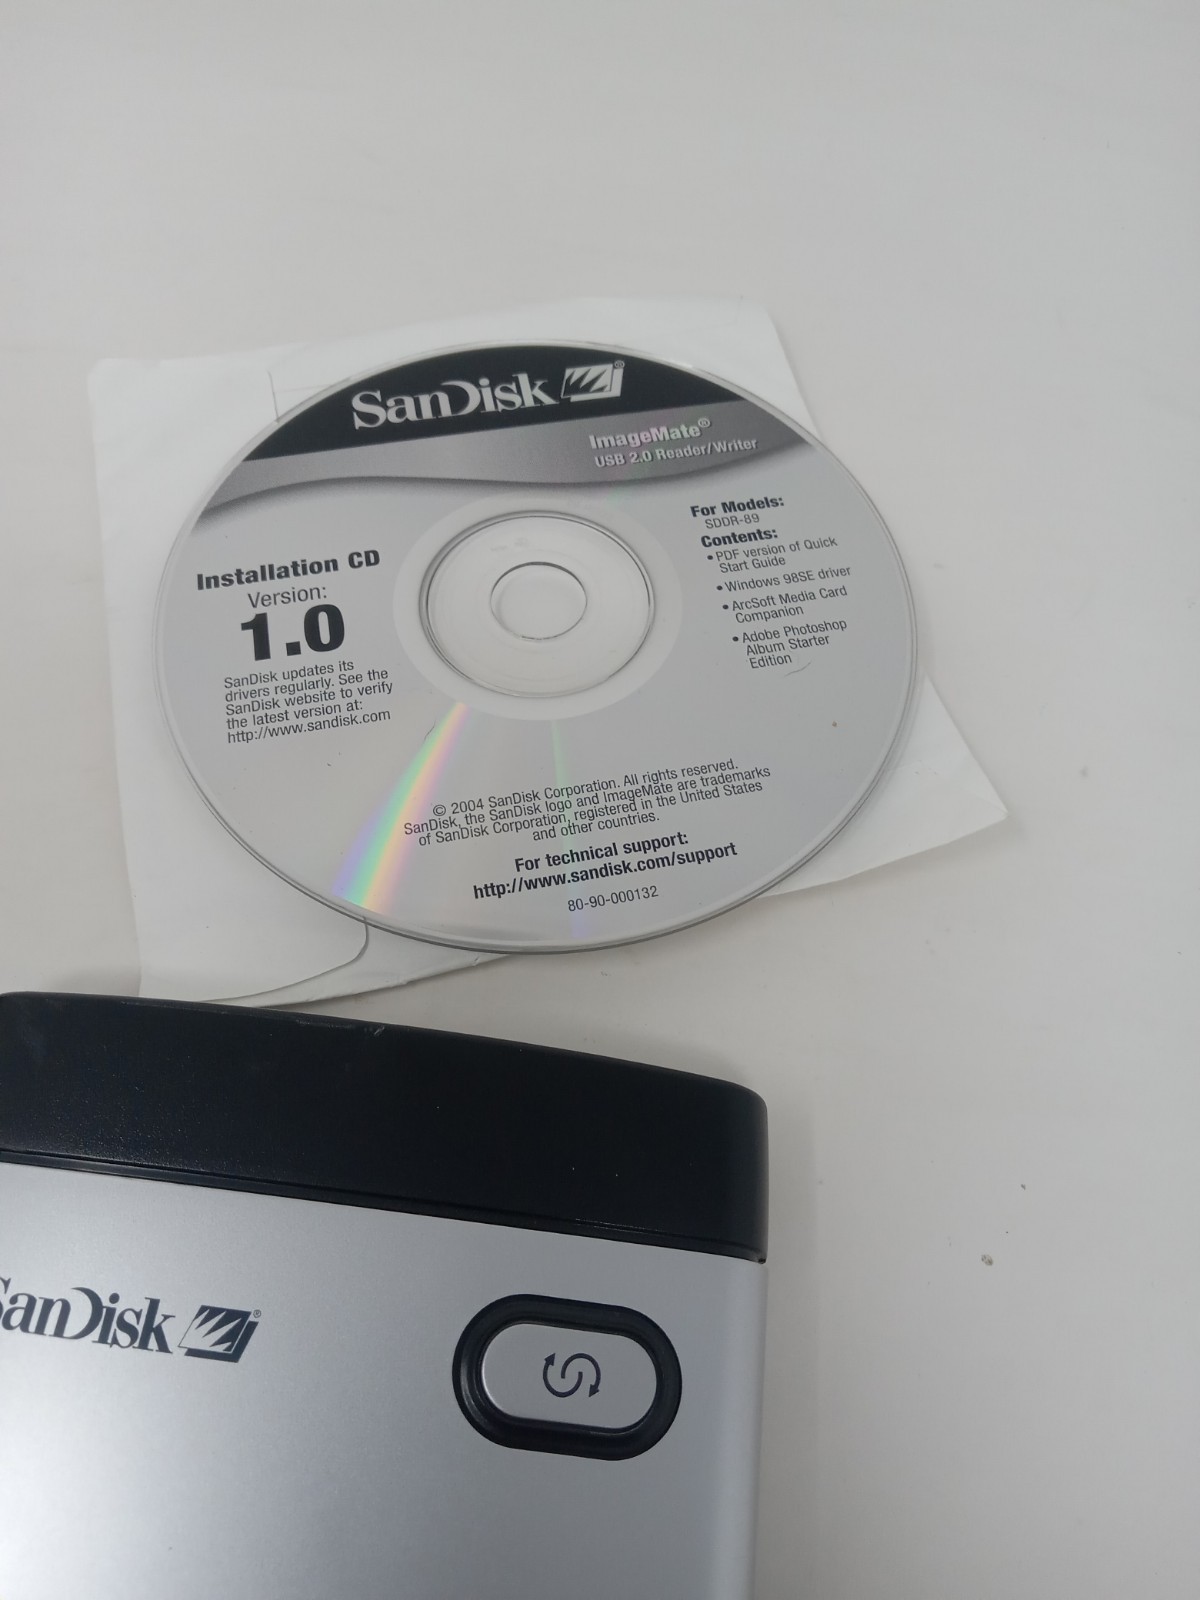 SanDisk
ImageMate®
USB 2.0 Reader/Writer
Installation CD
Version:
1.0
SanDisk updates its
drivers regularly. See the
SanDisk website to verify
the latest version at:
http://www.sandisk.com
For Models:
SDDR-89
Contents:
• PDF version of Quick
Start Guide
• Windows 98SE driver
• ArcSoft Media Card
Companion
• Adobe Photoshop
Album Starter
Edition
© 2004 SanDisk Corporation. All rights reserved.
SanDisk, the SanDisk logo and ImageMate are trademarks
of SanDisk Corporation, registered in the United States
and other countries.
For technical support:
http://www.sandisk.com/support
80-90-000132
SanDisk